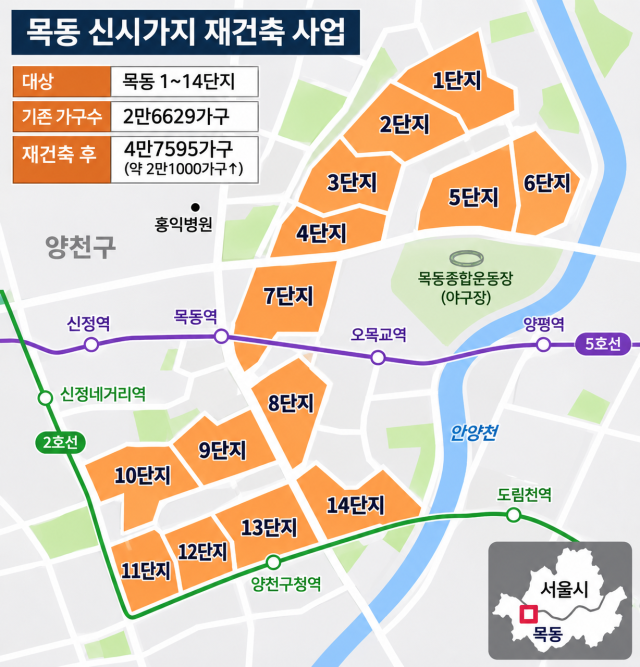 목동 신시가지 재건축 사업
대상 목동 1~14단지
기존 가구수 2만6629가구
재건축 후 4만7595가구
(약 2만1000가구↑)
1단지
2단지
3단지
4단지
5단지
6단지
홍익병원
양천구
목동종합운동장
(야구장)
7단지
신정역
목동역
오목교역
양평역
5호선
신정네거리역
2호선
8단지
9단지
10단지
안양천
11단지
12단지
13단지
14단지
도림천역
양천구청역
서울시
목동